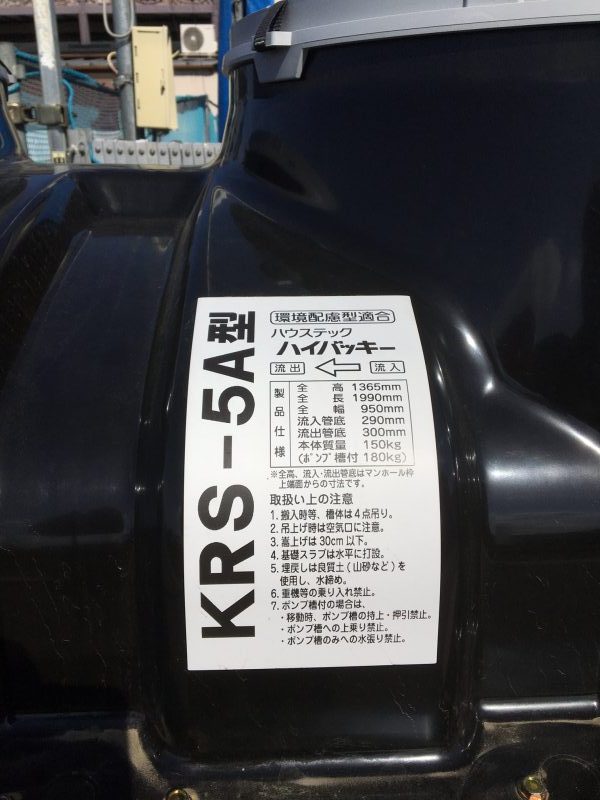 KRS-5A型
環境配慮型適合
ハウステック
ハイバッキー
流出 ⇦ 流入
製品仕様
全高 1365mm
全長 1990mm
全幅 950mm
流入管底 290mm
流出管底 300mm
本体質量 150kg
(ポンプ槽付 180kg)
※全高、流入・流出管底はマンホール枠
上端面からの寸法です。
取扱い上の注意
1. 搬入時等、槽体は4点吊り。
2. 吊上げ時は空気口に注意。
3. 嵩上げは30cm以下。
4. 基礎スラブは水平に打設。
5. 埋戻しは良質土(山砂など)を
使用し、水締め。
6. 重機等の乗り入れ禁止。
7. ポンプ槽付の場合は、
・移動時、ポンプ槽の持上・押引禁止。
・ポンプ槽への上乗り禁止。
・ポンプ槽のみへの水張り禁止。